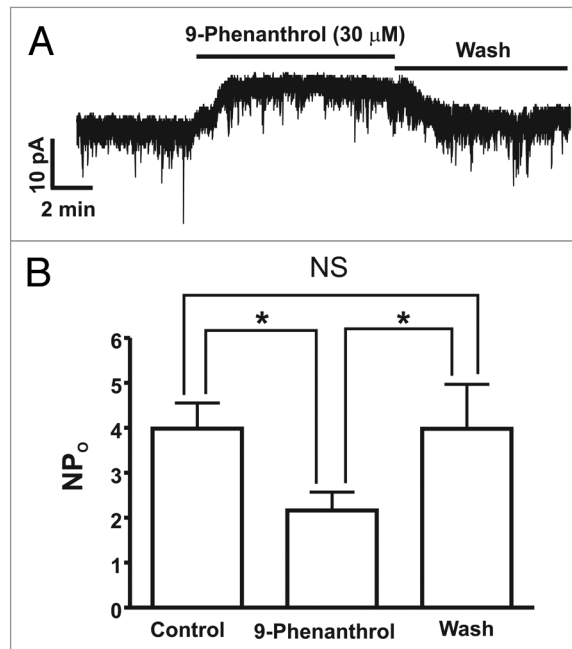 A
9-Phenanthrol (30 μM)
Wash
10 pA
2 min
B
NS
*
*
6
5
4
3
2
1
0
NPo
Control
9-Phenanthrol
Wash